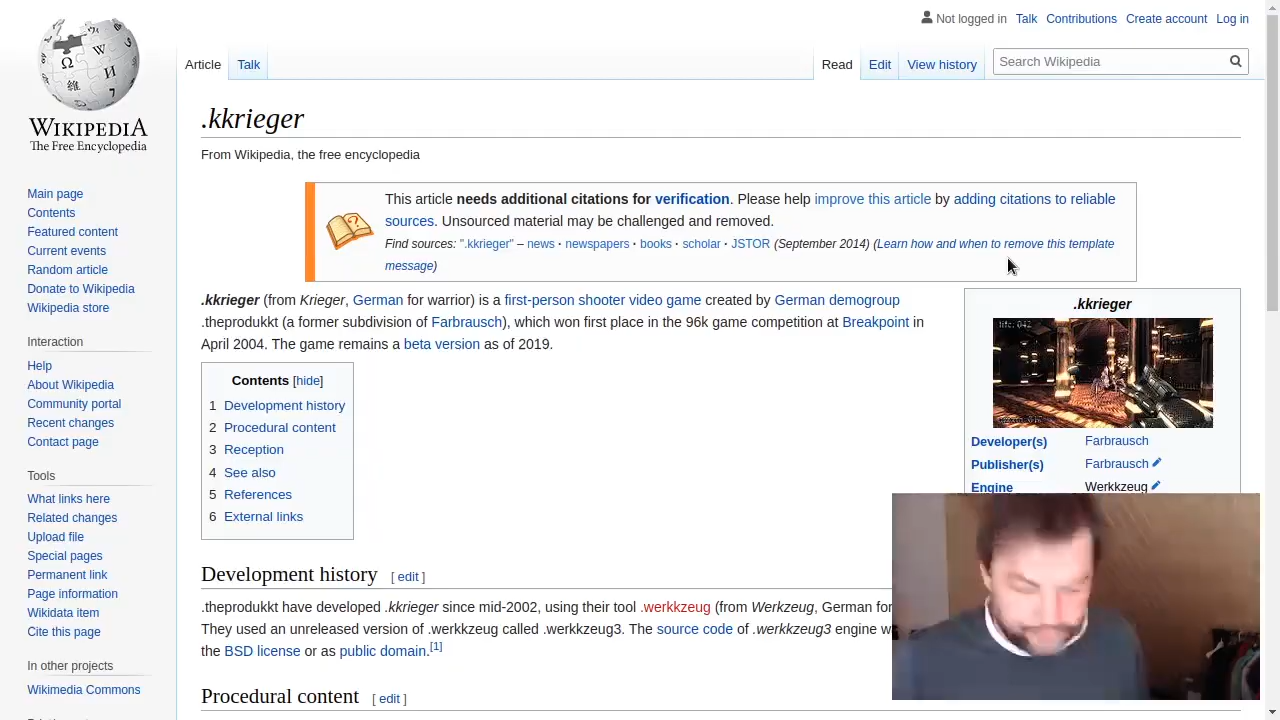 Not logged in Talk Contributions Create account Log in
Article Talk Read Edit View history Search Wikipedia
WIKIPEDIA
The Free Encyclopedia
Main page
Contents
Featured content
Current events
Random article
Donate to Wikipedia
Wikipedia store
Interaction
Help
About Wikipedia
Community portal
Recent changes
Contact page
Tools
What links here
Related changes
Upload file
Special pages
Permanent link
Page information
Wikidata item
Cite this page
In other projects
Wikimedia Commons
.kkrieger
From Wikipedia, the free encyclopedia
This article needs additional citations for verification. Please help improve this article by adding citations to reliable
sources. Unsourced material may be challenged and removed.
Find sources: ".kkrieger" – news · newspapers · books · scholar · JSTOR (September 2014) (Learn how and when to remove this template
message)
.kkrieger (from Krieger, German for warrior) is a first-person shooter video game created by German demogroup
.theprodukkt (a former subdivision of Farbrausch), which won first place in the 96k game competition at Breakpoint in
April 2004. The game remains a beta version as of 2019.
Contents [hide]
1 Development history
2 Procedural content
3 Reception
4 See also
5 References
6 External links
.kkrieger
Developer(s) Farbrausch
Publisher(s) Farbrausch
Engine Werkkzeug
Development history [ edit ]
.theprodukkt have developed .kkrieger since mid-2002, using their tool .werkkzeug (from Werkzeug, German for
They used an unreleased version of .werkkzeug called .werkkzeug3. The source code of .werkkzeug3 engine
the BSD license or as public domain.[1]
Procedural content [ edit ]